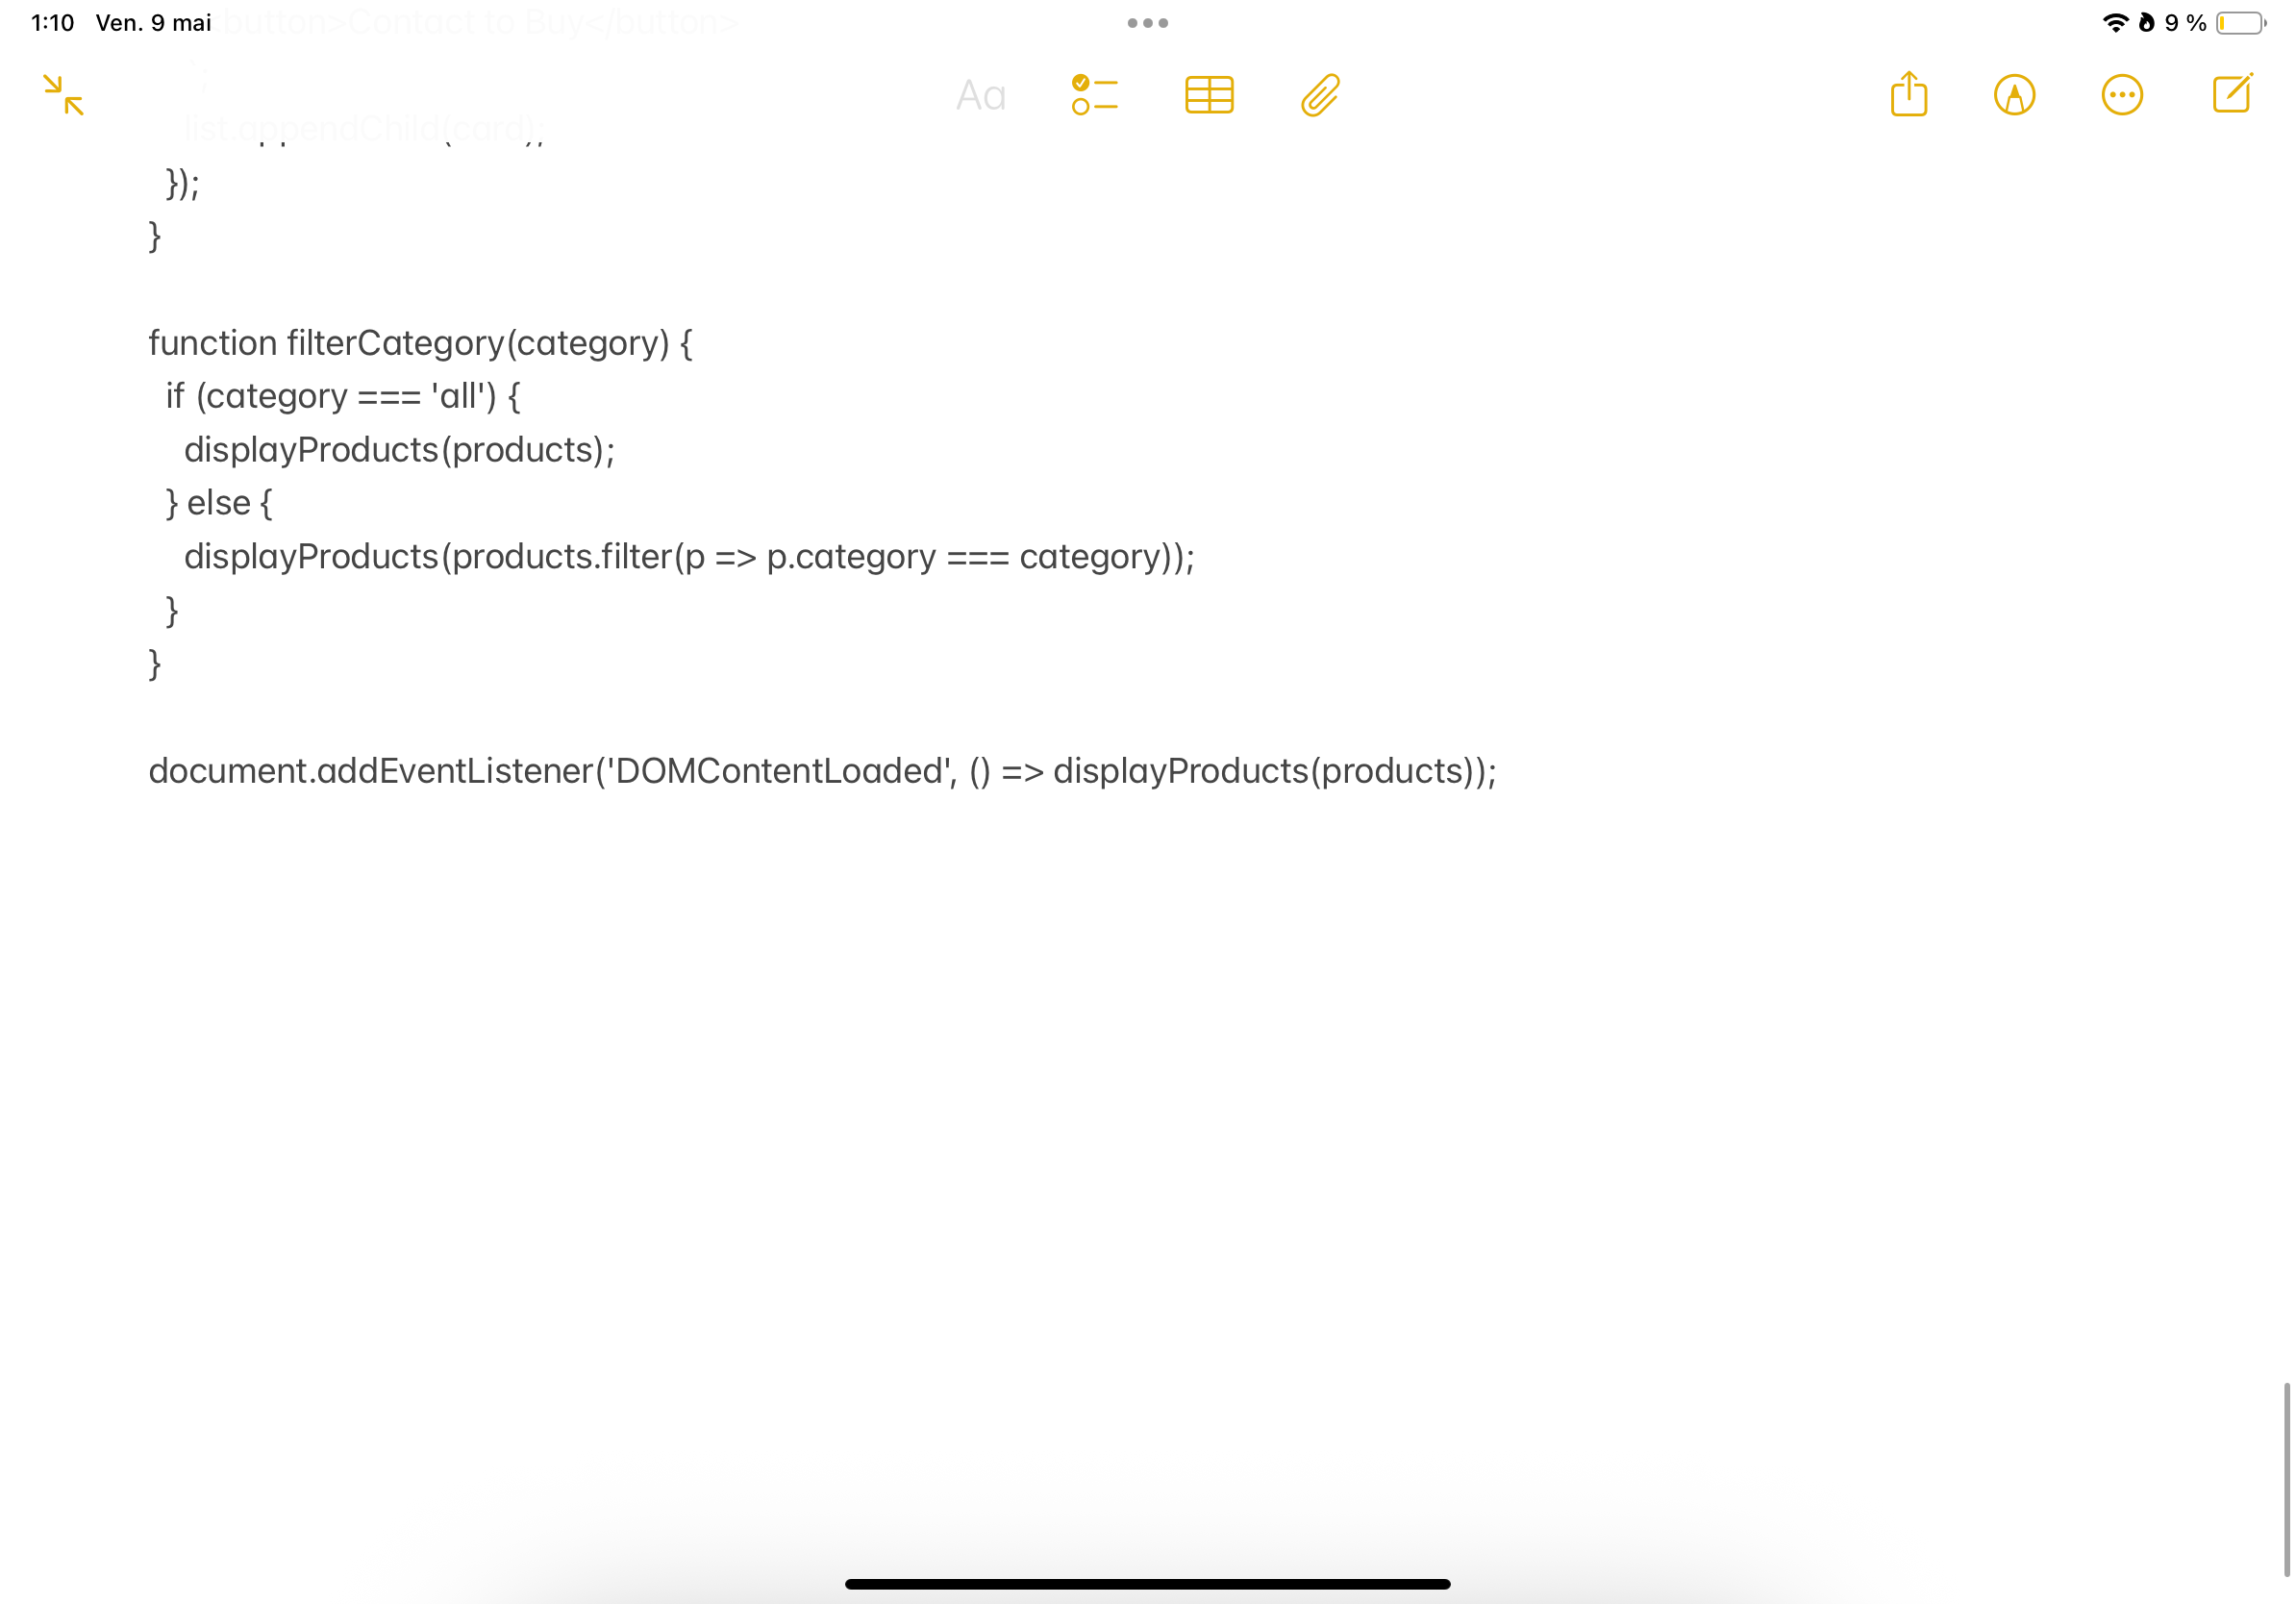 1:10 Ven. 9 mai 9 %
<button>Contact to Buy</button>
Aa
list.appendChild(card);
});
}
function filterCategory(category) {
if (category === 'all') {
displayProducts(products);
} else {
displayProducts(products.filter(p => p.category === category));
}
}
document.addEventListener('DOMContentLoaded', () => displayProducts(products));